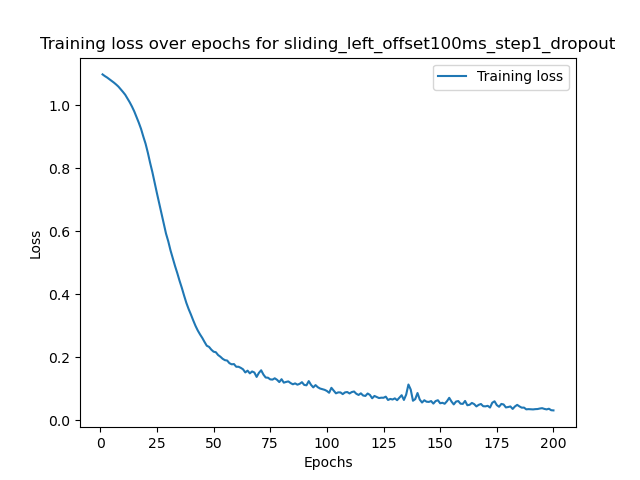 Training loss over epochs for sliding_left_offset100ms_step1_dropout
Training loss
1.0
0.8
0.6
0.4
0.2
0.0
Loss
0 25 50 75 100 125 150 175 200
Epochs